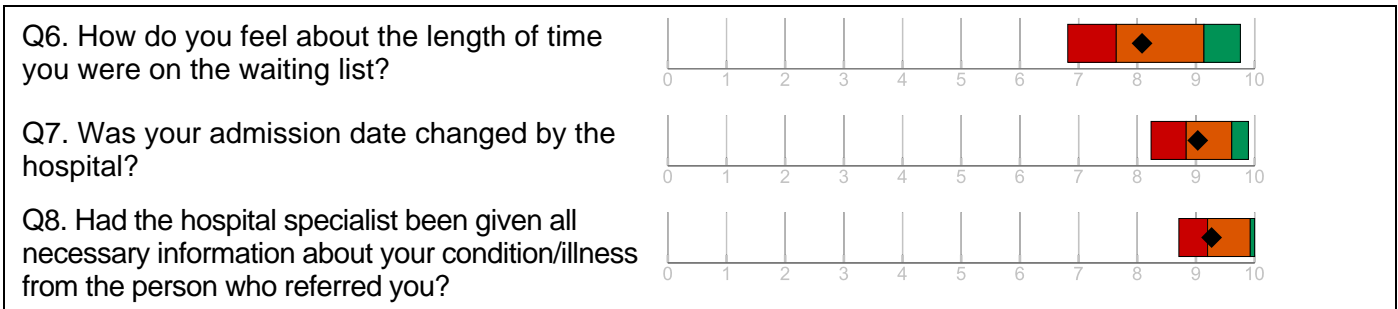 Q6. How do you feel about the length of time
you were on the waiting list?
0 1 2 3 4 5 6 7 8 9 10
Q7. Was your admission date changed by the
hospital?
0 1 2 3 4 5 6 7 8 9 10
Q8. Had the hospital specialist been given all
necessary information about your condition/illness
from the person who referred you?
0 1 2 3 4 5 6 7 8 9 10